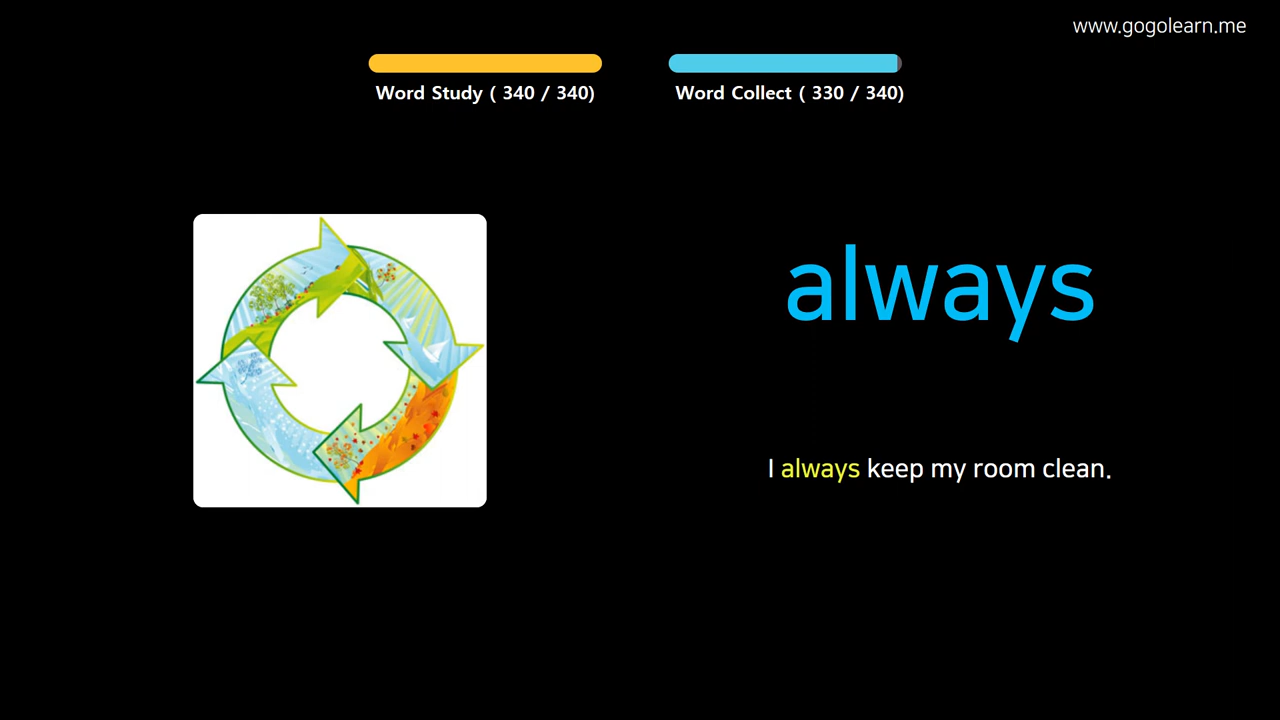 www.gogolearn.me
Word Study ( 340 / 340)
Word Collect ( 330 / 340)
always
I always keep my room clean.